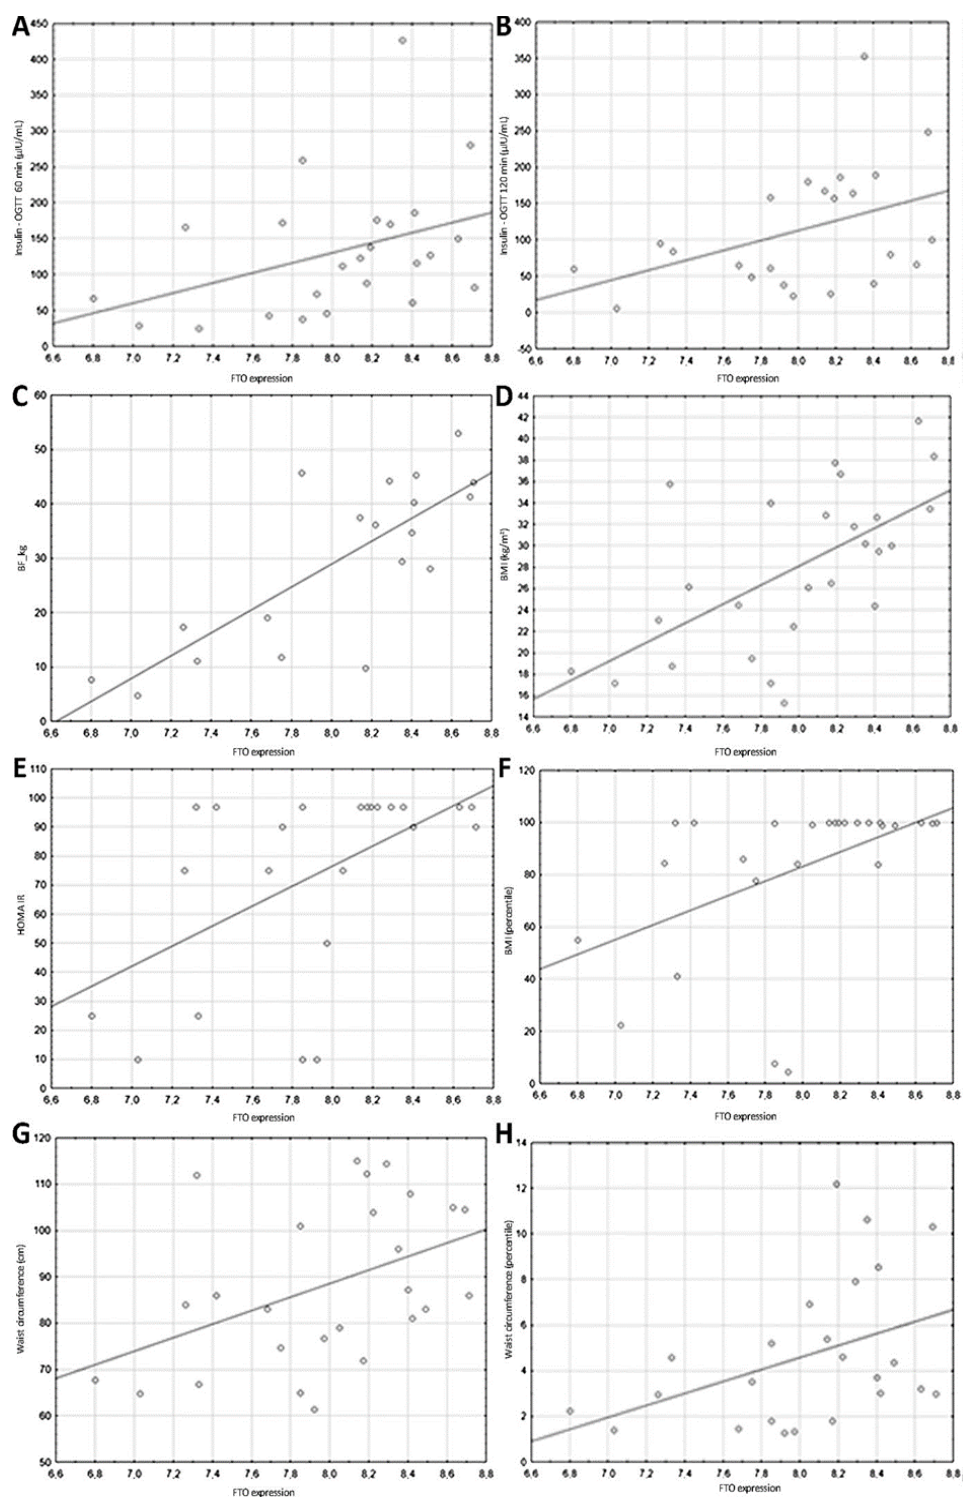 A
450
400
350
300
250
200
150
100
50
0
Insulin - OGTT 60 min (µIU/mL)
6,6 6,8 7,0 7,2 7,4 7,6 7,8 8,0 8,2 8,4 8,6 8,8
FTO expression
B
400
350
300
250
200
150
100
50
0
-50
Insulin - OGTT 120 min (µIU/mL)
6,6 6,8 7,0 7,2 7,4 7,6 7,8 8,0 8,2 8,4 8,6 8,8
FTO expression
C
60
50
40
30
20
10
0
BF_kg
6,6 6,8 7,0 7,2 7,4 7,6 7,8 8,0 8,2 8,4 8,6 8,8
FTO expression
D
44
42
40
38
36
34
32
30
28
26
24
22
20
18
16
14
BMI (kg/m²)
6,6 6,8 7,0 7,2 7,4 7,6 7,8 8,0 8,2 8,4 8,6 8,8
FTO expression
E
110
100
90
80
70
60
50
40
30
20
10
0
HOMA IR
6,6 6,8 7,0 7,2 7,4 7,6 7,8 8,0 8,2 8,4 8,6 8,8
FTO expression
F
120
100
80
60
40
20
0
BMI (percentile)
6,6 6,8 7,0 7,2 7,4 7,6 7,8 8,0 8,2 8,4 8,6 8,8
FTO expression
G
120
110
100
90
80
70
60
50
Waist circumference (cm)
6,6 6,8 7,0 7,2 7,4 7,6 7,8 8,0 8,2 8,4 8,6 8,8
FTO expression
H
14
12
10
8
6
4
2
0
Waist circumference (percentile)
6,6 6,8 7,0 7,2 7,4 7,6 7,8 8,0 8,2 8,4 8,6 8,8
FTO expression